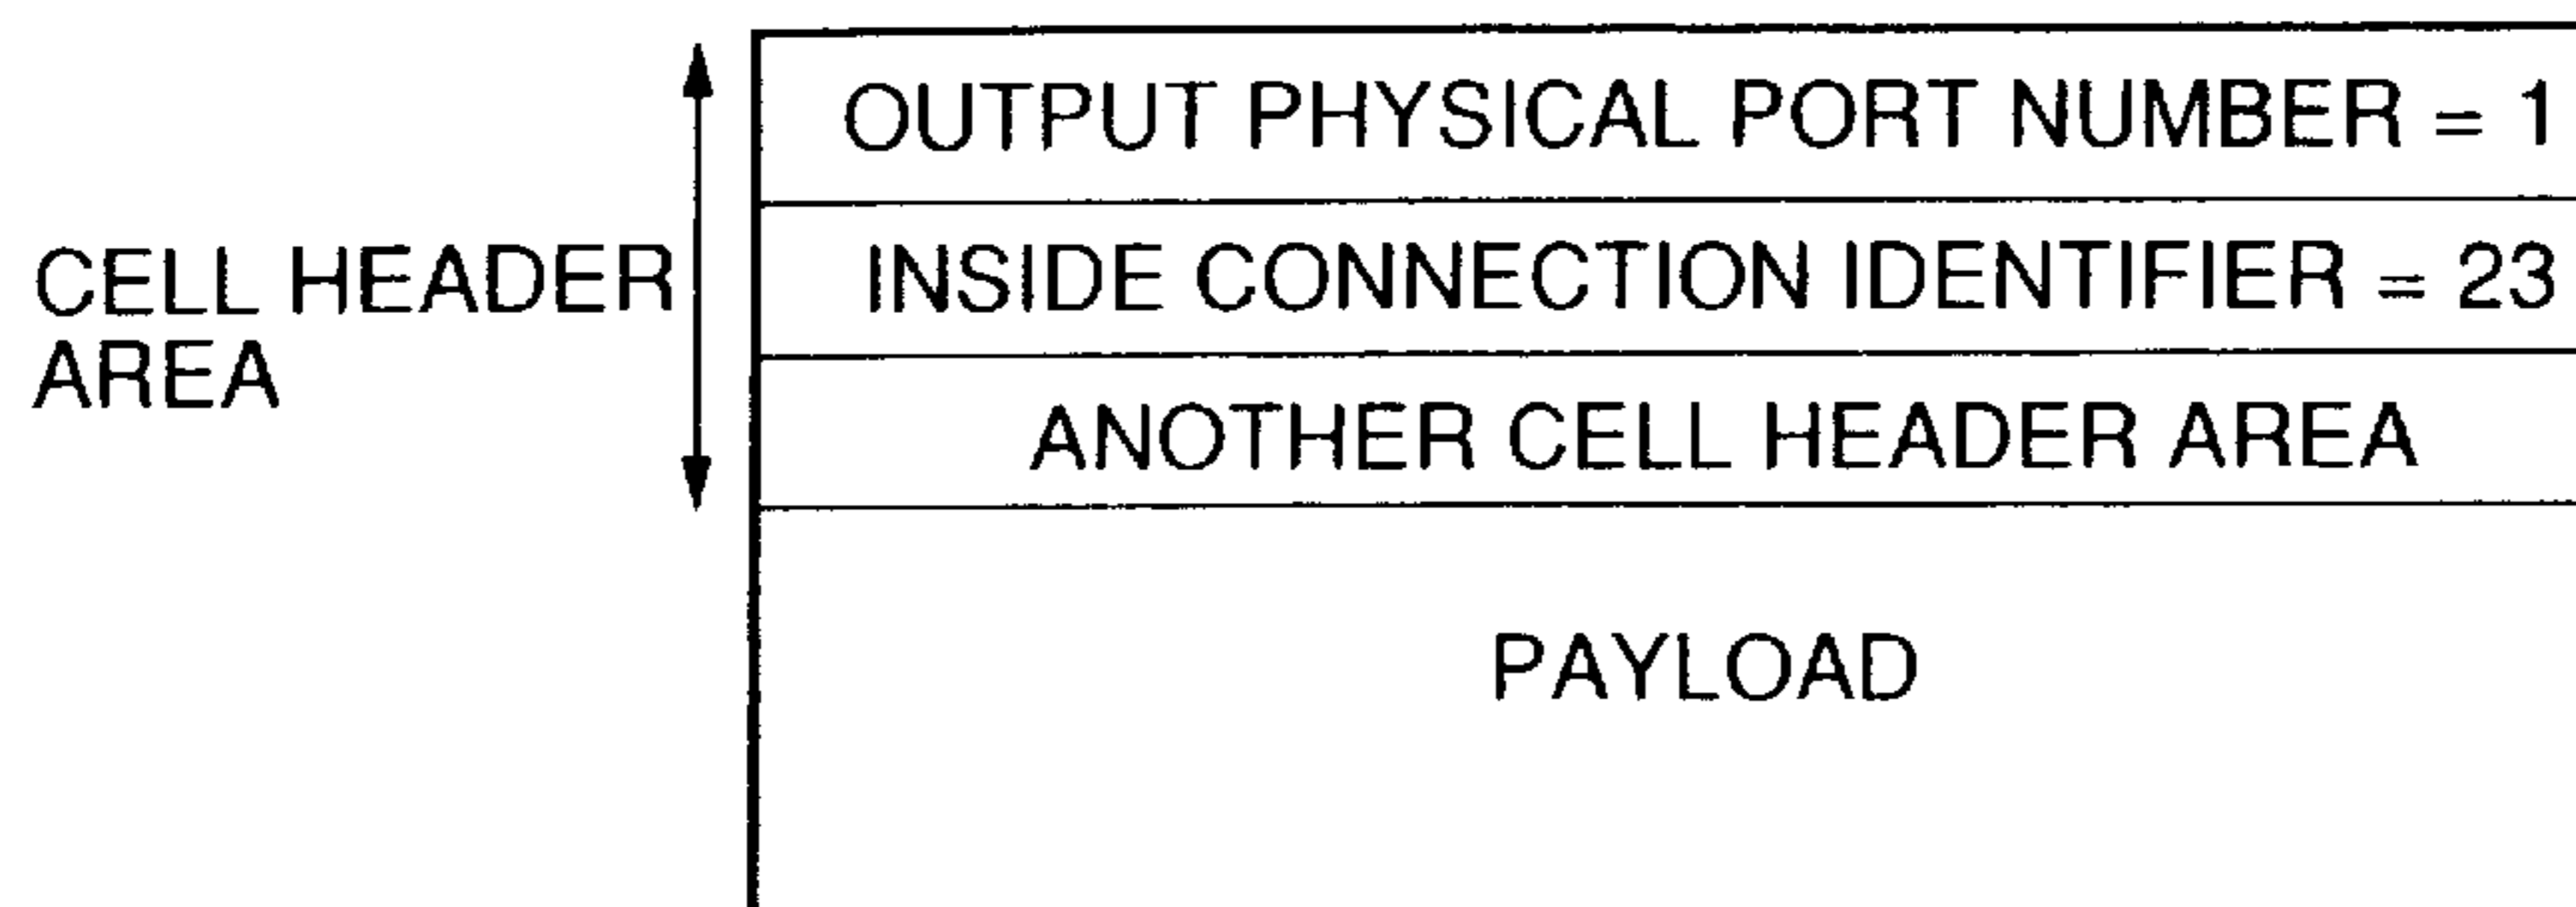 OUTPUT PHYSICAL PORT NUMBER = 1
INSIDE CONNECTION IDENTIFIER = 23
CELL HEADER
AREA
ANOTHER CELL HEADER AREA
PAYLOAD